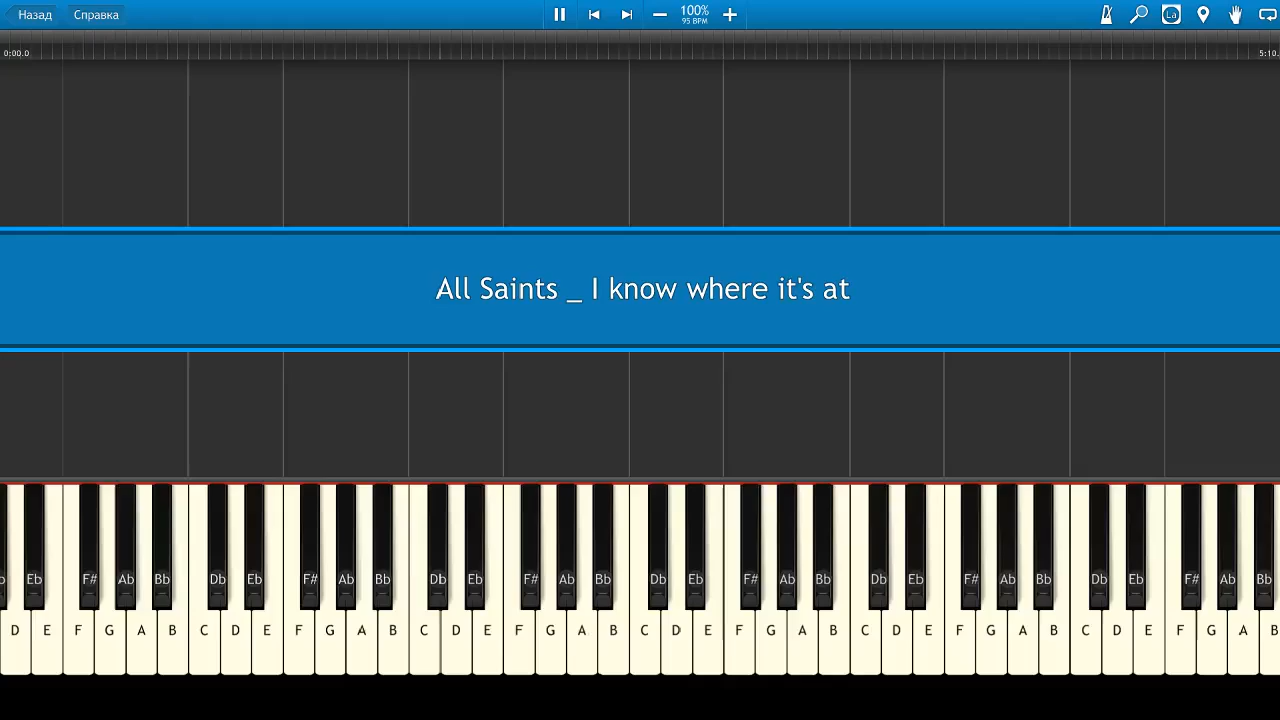 Назад Справка 100% La
95 BPM
0:00.0 5:10.
All Saints _ I know where it's at
Eb F# Ab Bb Db Eb F# Ab Bb Db Eb F# Ab Bb Db Eb F# Ab Bb Db Eb F# Ab Bb Db Eb F# Ab Bb
D E F G A B C D E F G A B C D E F G A B C D E F G A B C D E F G A B C D E F G A B